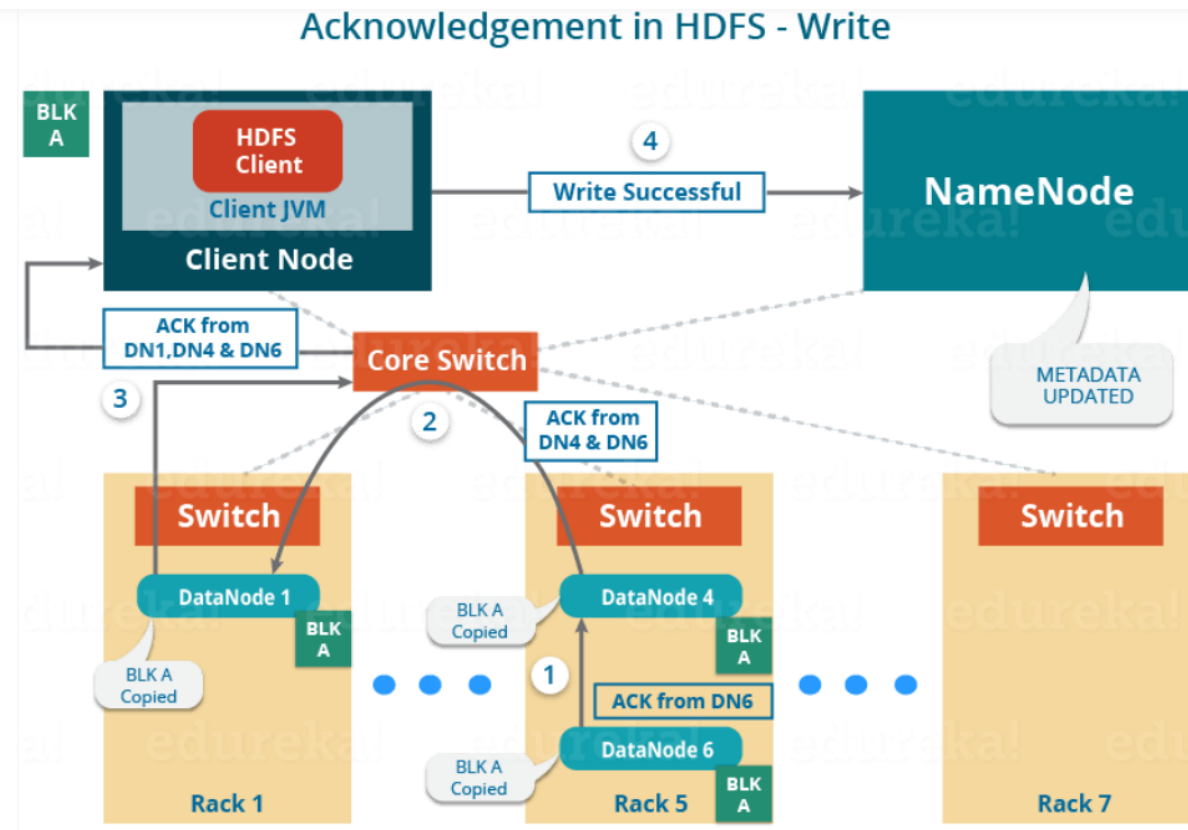 Acknowledgement in HDFS - Write
BLK
A
HDFS
Client
Client JVM
Client Node
4
Write Successful
NameNode
METADATA
UPDATED
ACK from
DN1,DN4 & DN6
Core Switch
3
2
ACK from
DN4 & DN6
Switch
DataNode 1
BLK
A
BLK A
Copied
Rack 1
Switch
DataNode 4
BLK A
Copied
BLK
A
1
ACK from DN6
DataNode 6
BLK A
Copied
BLK
A
Rack 5
Switch
Rack 7
edureka!